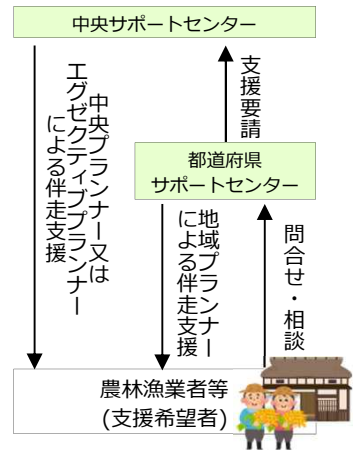 中央サポートセンター
中央プランナー又は
エグゼクティブプランナー
による伴走支援
支援要請
都道府県
サポートセンター
地域プランナー
による伴走支援
問合せ・相談
農林漁業者等
(支援希望者)